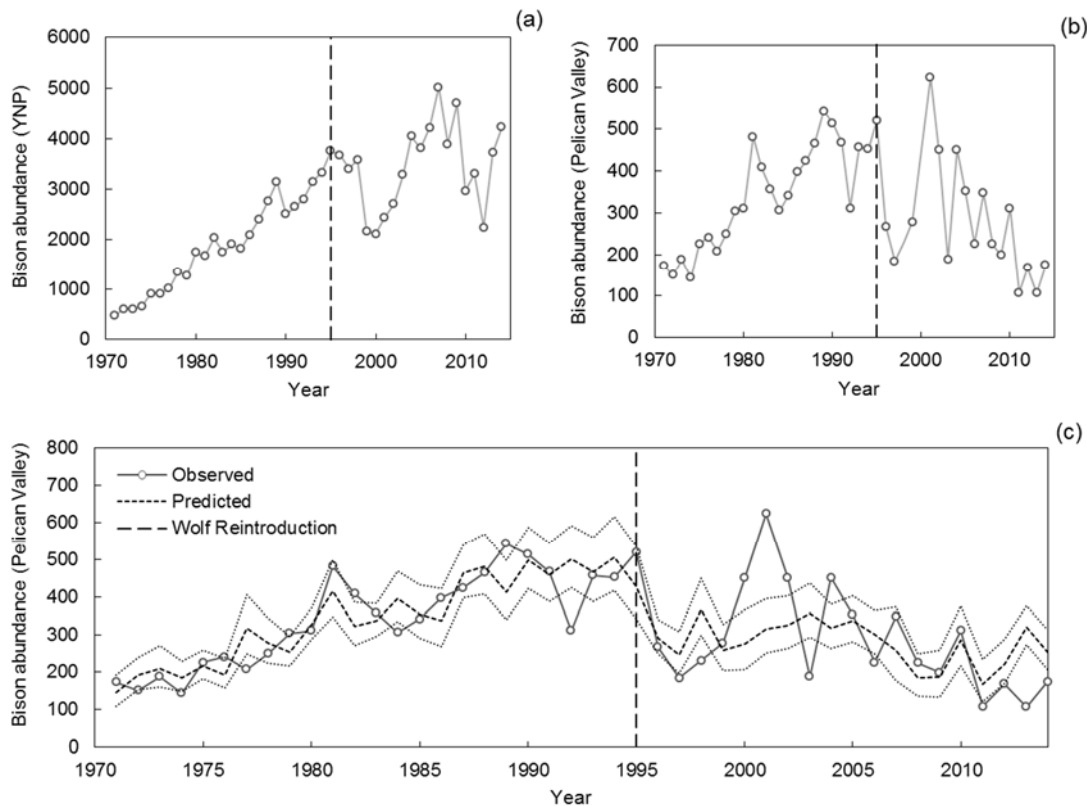 (a)
Bison abundance (YNP)
6000
5000
4000
3000
2000
1000
0
1970 1980 1990 2000 2010
Year
(b)
Bison abundance (Pelican Valley)
700
600
500
400
300
200
100
0
1970 1980 1990 2000 2010
Year
(c)
Bison abundance (Pelican Valley)
800
700
600
500
400
300
200
100
0
Observed
Predicted
Wolf Reintroduction
1970 1975 1980 1985 1990 1995 2000 2005 2010
Year